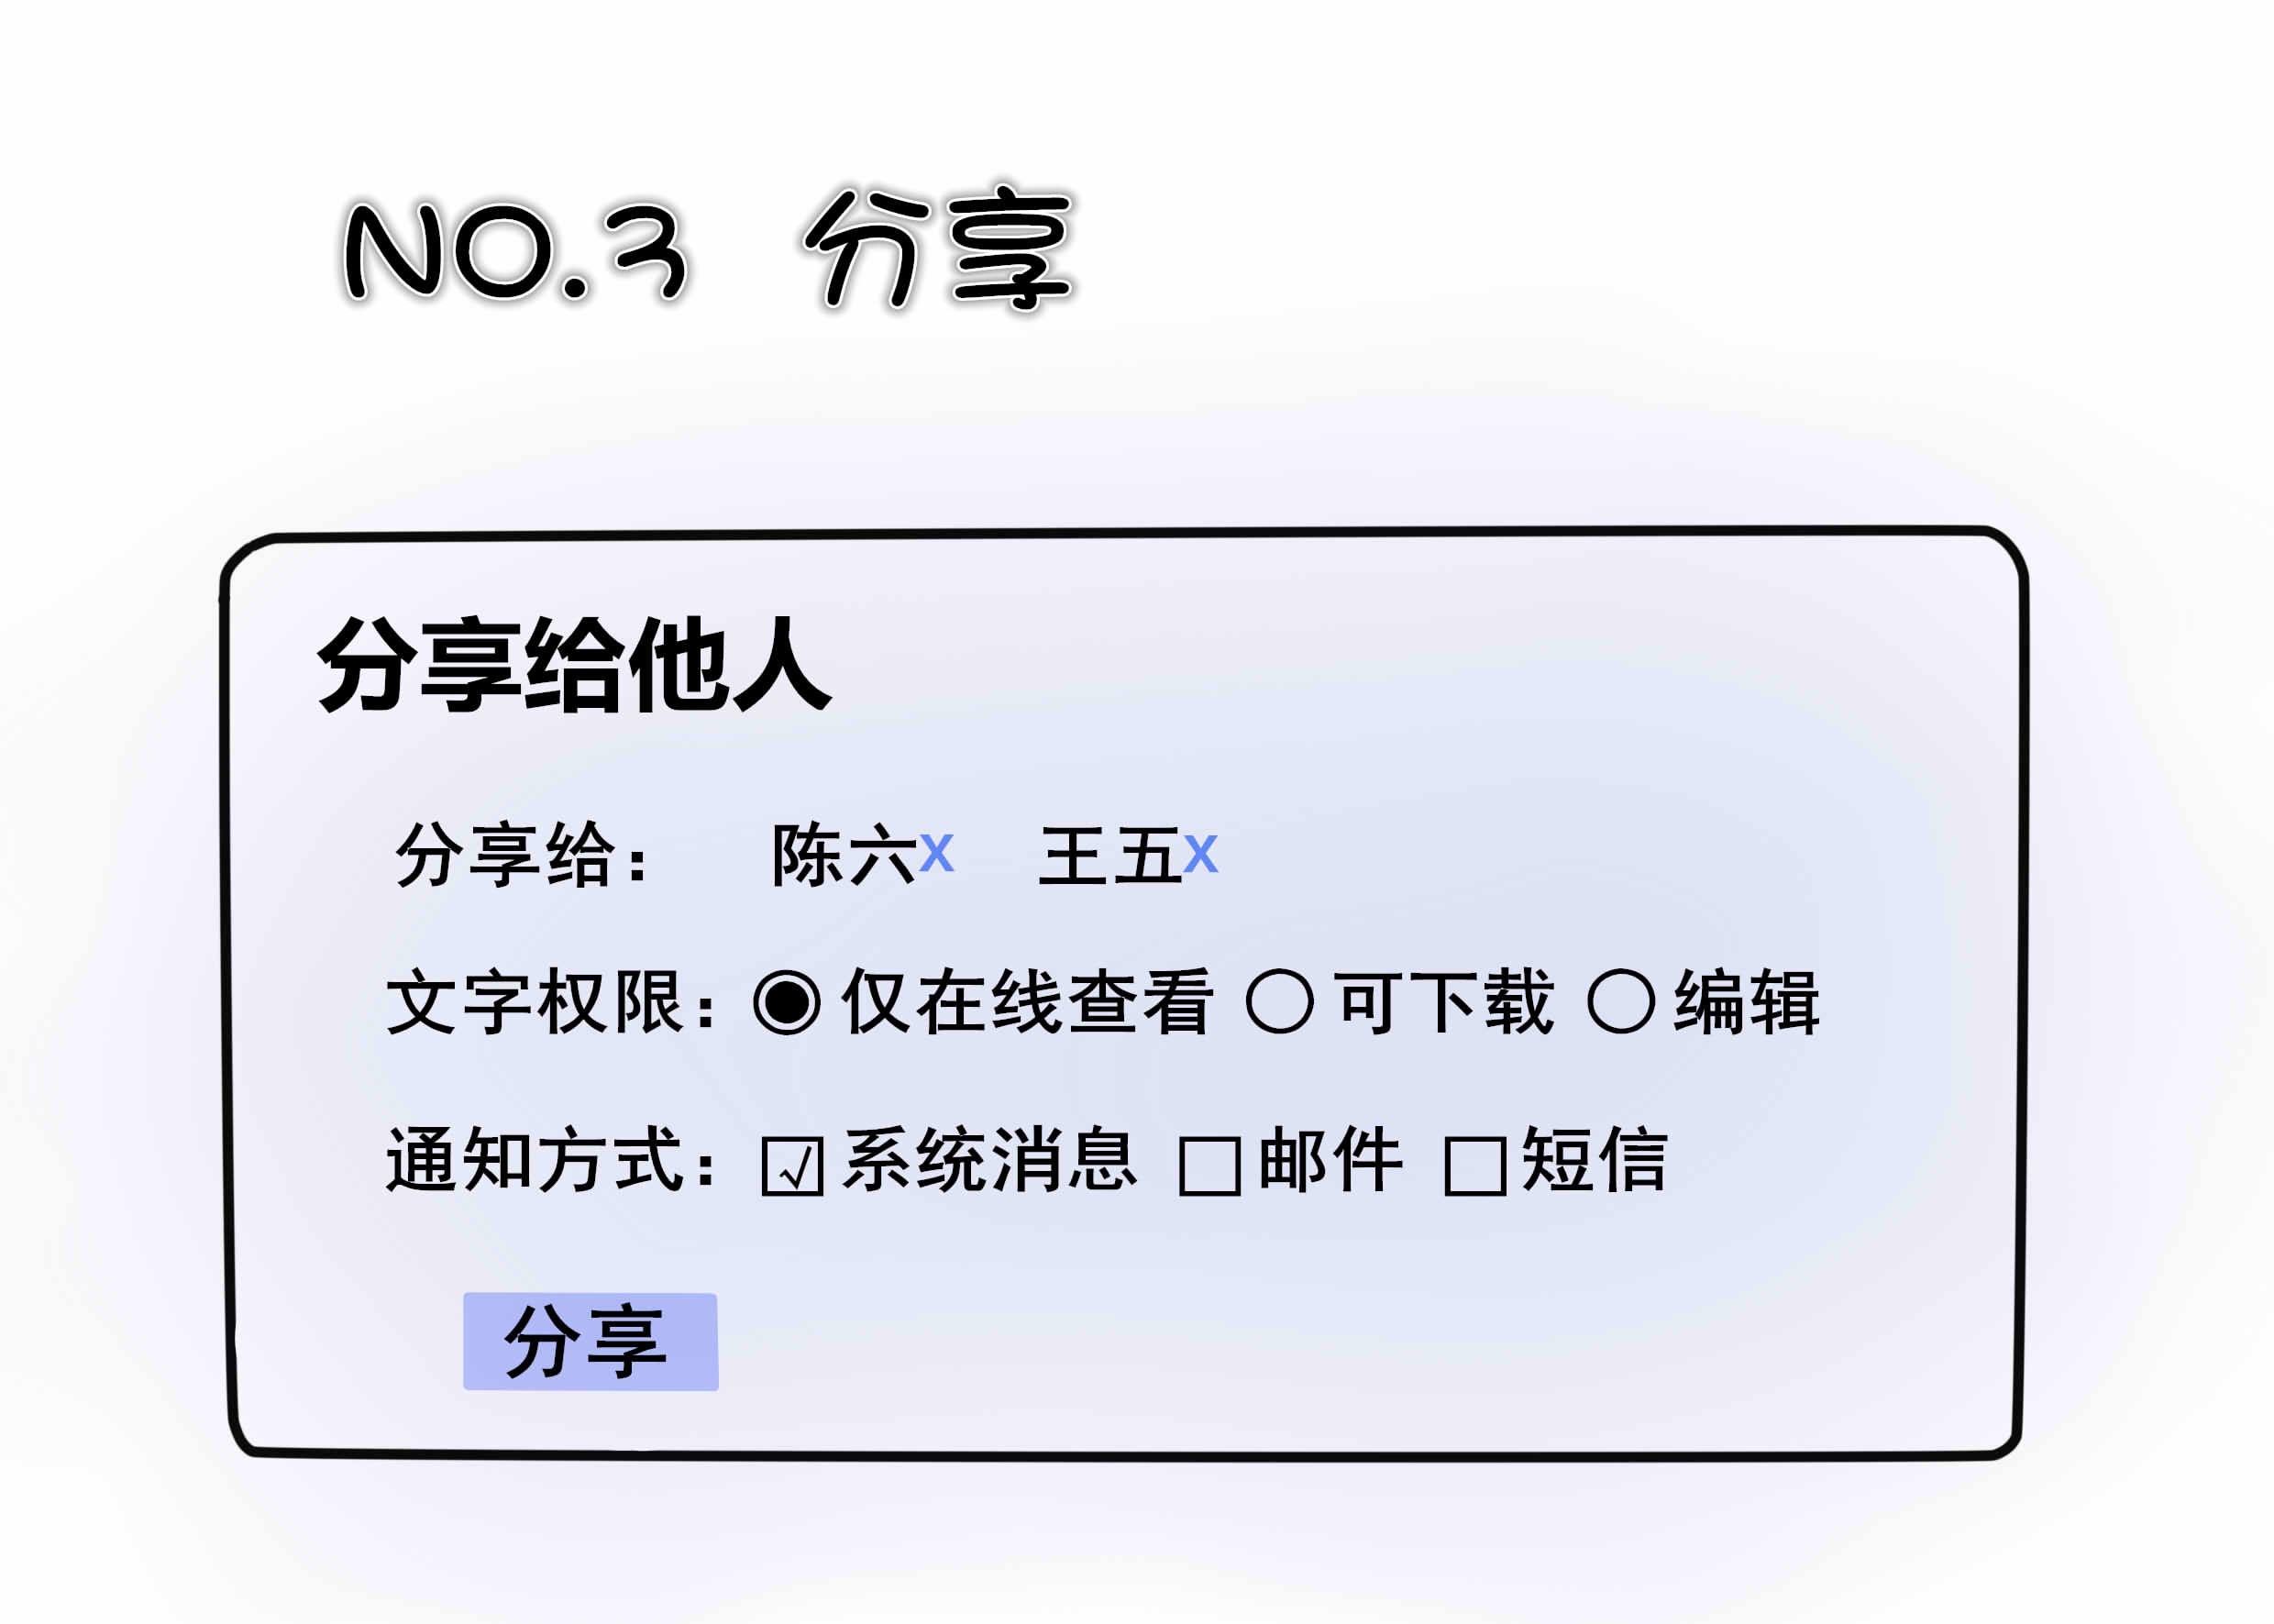 NO.3 分享
分享给他人
分享给: 陈六x 王五x
文字权限: ◉ 仅在线查看 ○ 可下载 ○ 编辑
通知方式: ☑ 系统消息 □ 邮件 □ 短信
分享